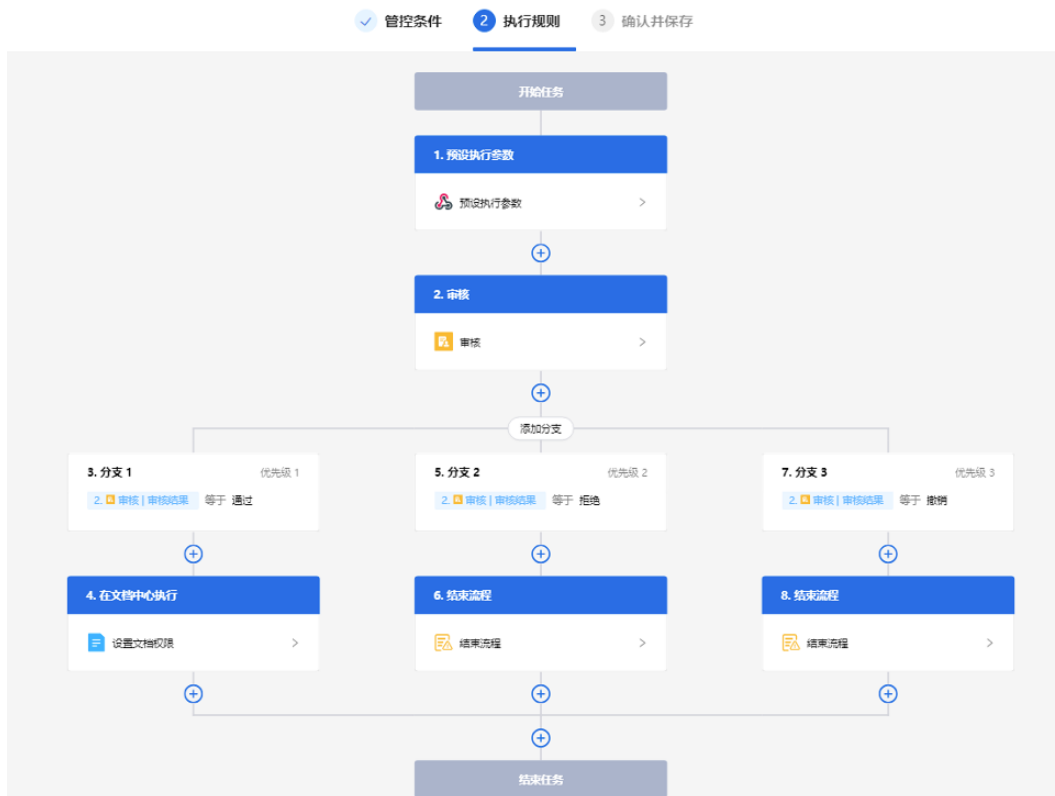 管控条件 2 执行规则 3 确认并保存
开始任务
1. 预设执行参数
预设执行参数
2. 审核
审核
添加分支
3. 分支 1 优先级 1
2. 审核 | 审核结果 等于 通过
5. 分支 2 优先级 2
2. 审核 | 审核结果 等于 拒绝
7. 分支 3 优先级 3
2. 审核 | 审核结果 等于 撤销
4. 在文档中心执行
设置文档权限
6. 结束流程
结束流程
8. 结束流程
结束流程
结束任务